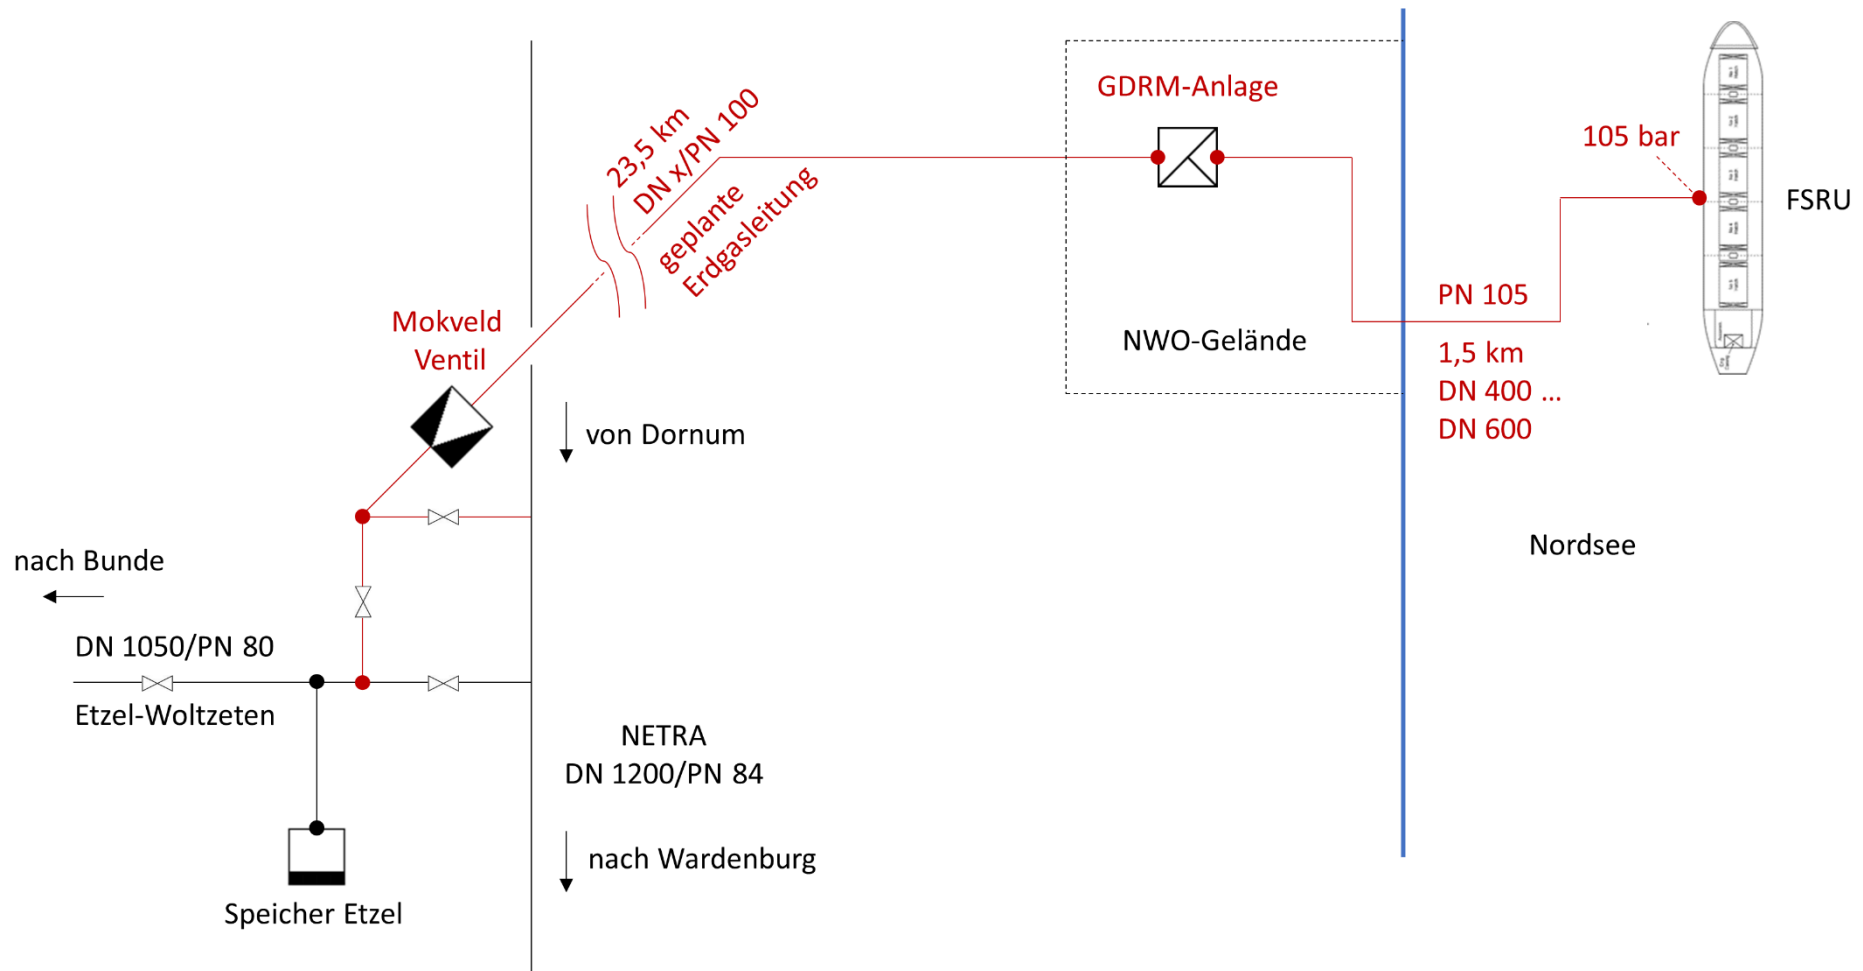 GDRM-Anlage
105 bar
FSRU
23,5 km
DN x/PN 100
geplante
Erdgasleitung
PN 105
1,5 km
DN 400 ...
DN 600
NWO-Gelände
Mokveld
Ventil
von Dornum
Nordsee
nach Bunde
DN 1050/PN 80
Etzel-Woltzeten
NETRA
DN 1200/PN 84
nach Wardenburg
Speicher Etzel